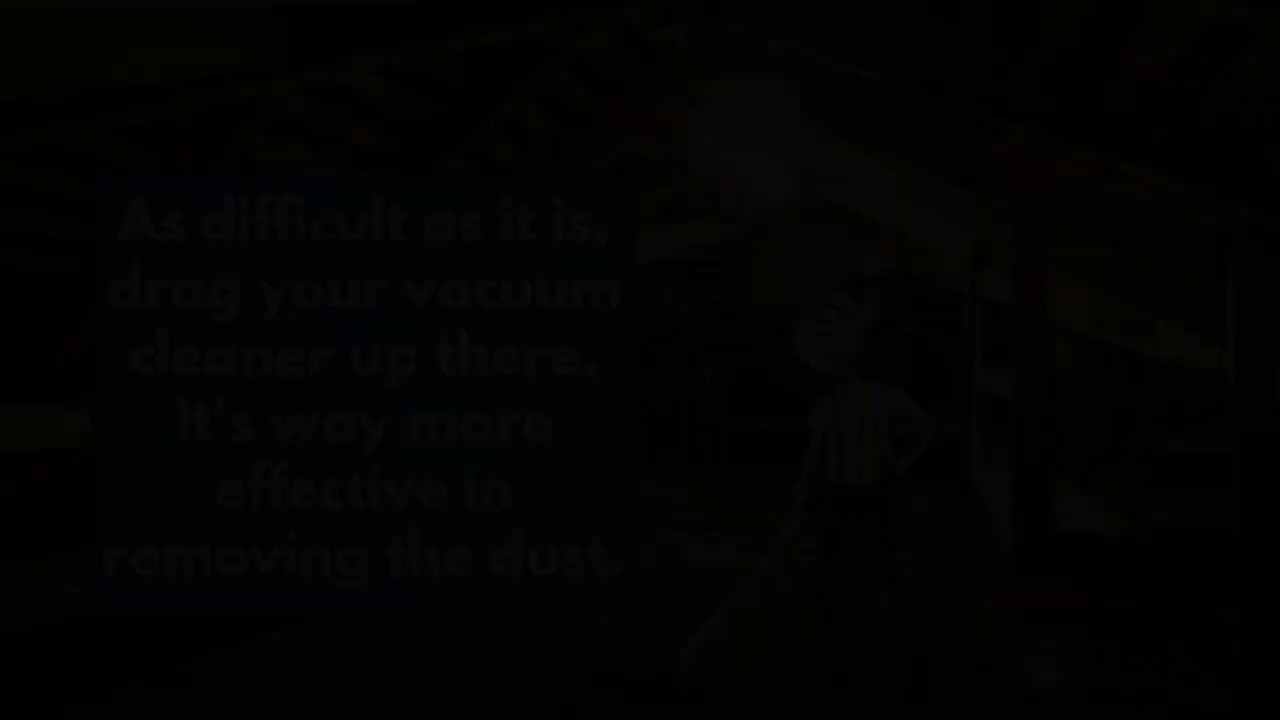 As difficult as it is,
drag your vacuum
cleaner up there.
It's way more
effective in
removing the dust.